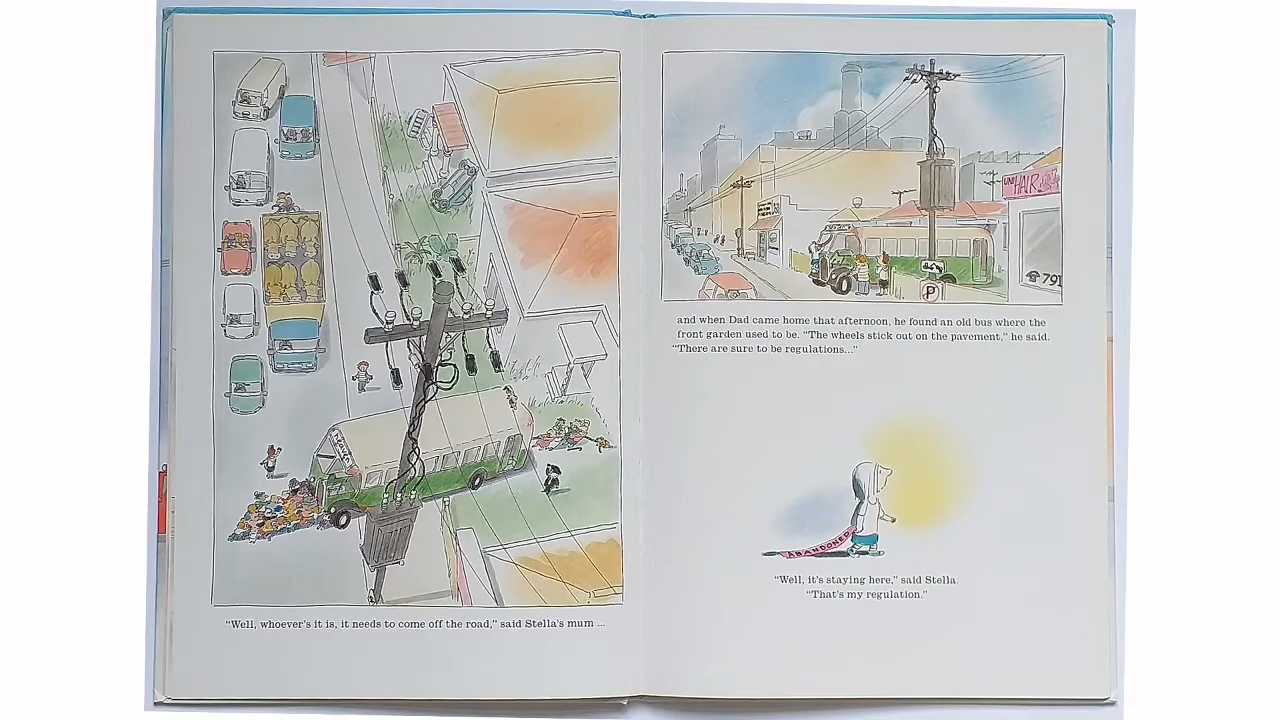 "Well, whoever's it is, it needs to come off the road," said Stella's mum ...
HAIR
791
P
and when Dad came home that afternoon, he found an old bus where the
front garden used to be. "The wheels stick out on the pavement," he said.
"There are sure to be regulations..."
ABANDONED
"Well, it's staying here," said Stella.
"That's my regulation."